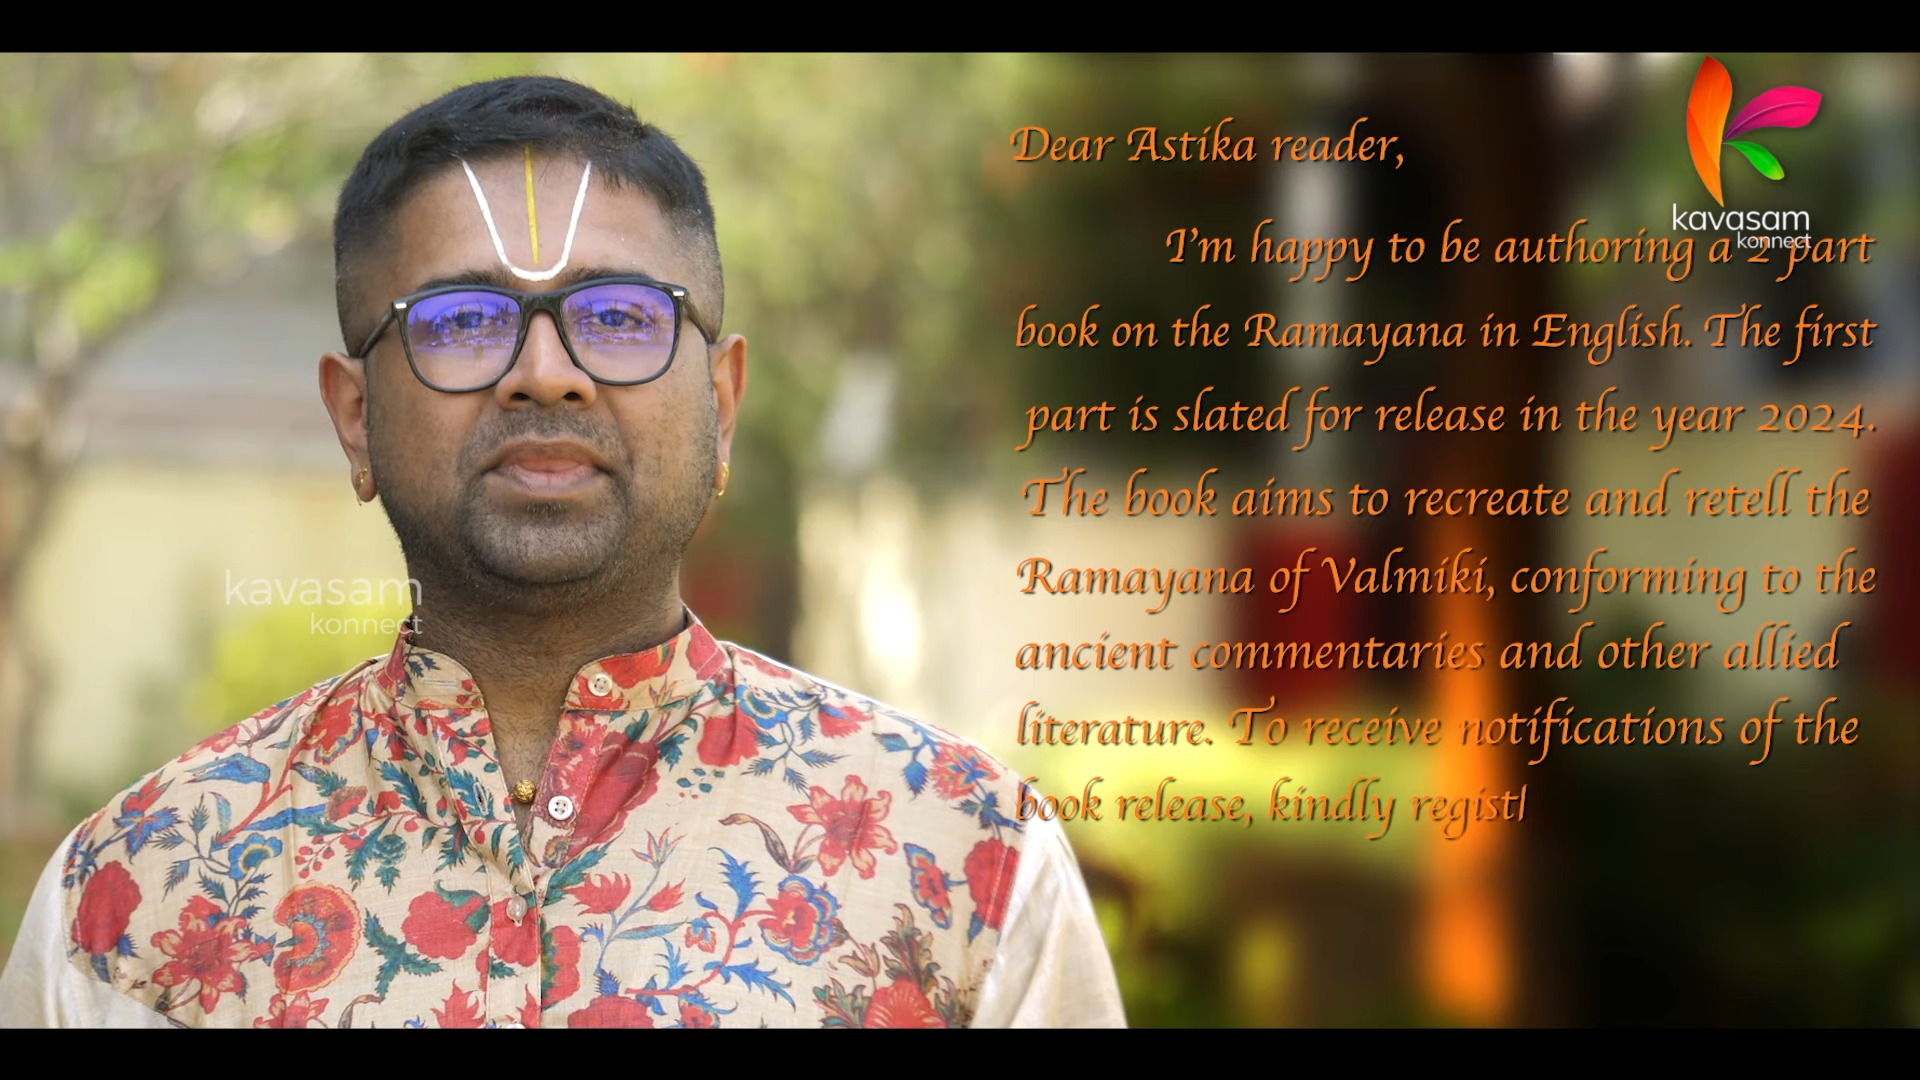 Dear Astika reader,
I'm happy to be authoring a 2 part
book on the Ramayana in English. The first
part is slated for release in the year 2024.
The book aims to recreate and retell the
Ramayana of Valmiki, conforming to the
ancient commentaries and other allied
literature. To receive notifications of the
book release, kindly regist
kavasam
konnect
kavasam
konnect